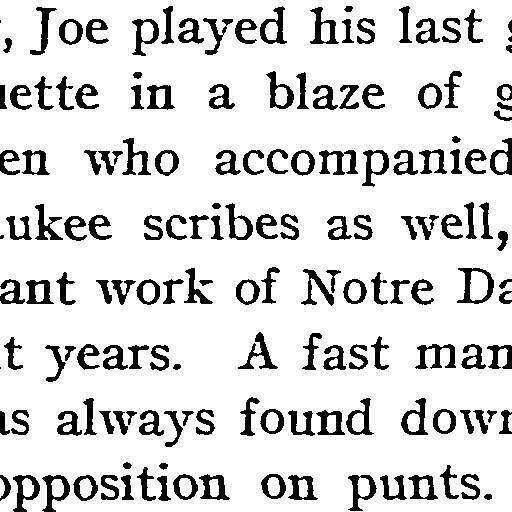 , Joe played his last
uette in a blaze of
en who accompanied
ukee scribes as well,
ant work of Notre Da
t years. A fast man
as always found down
opposition on punts.